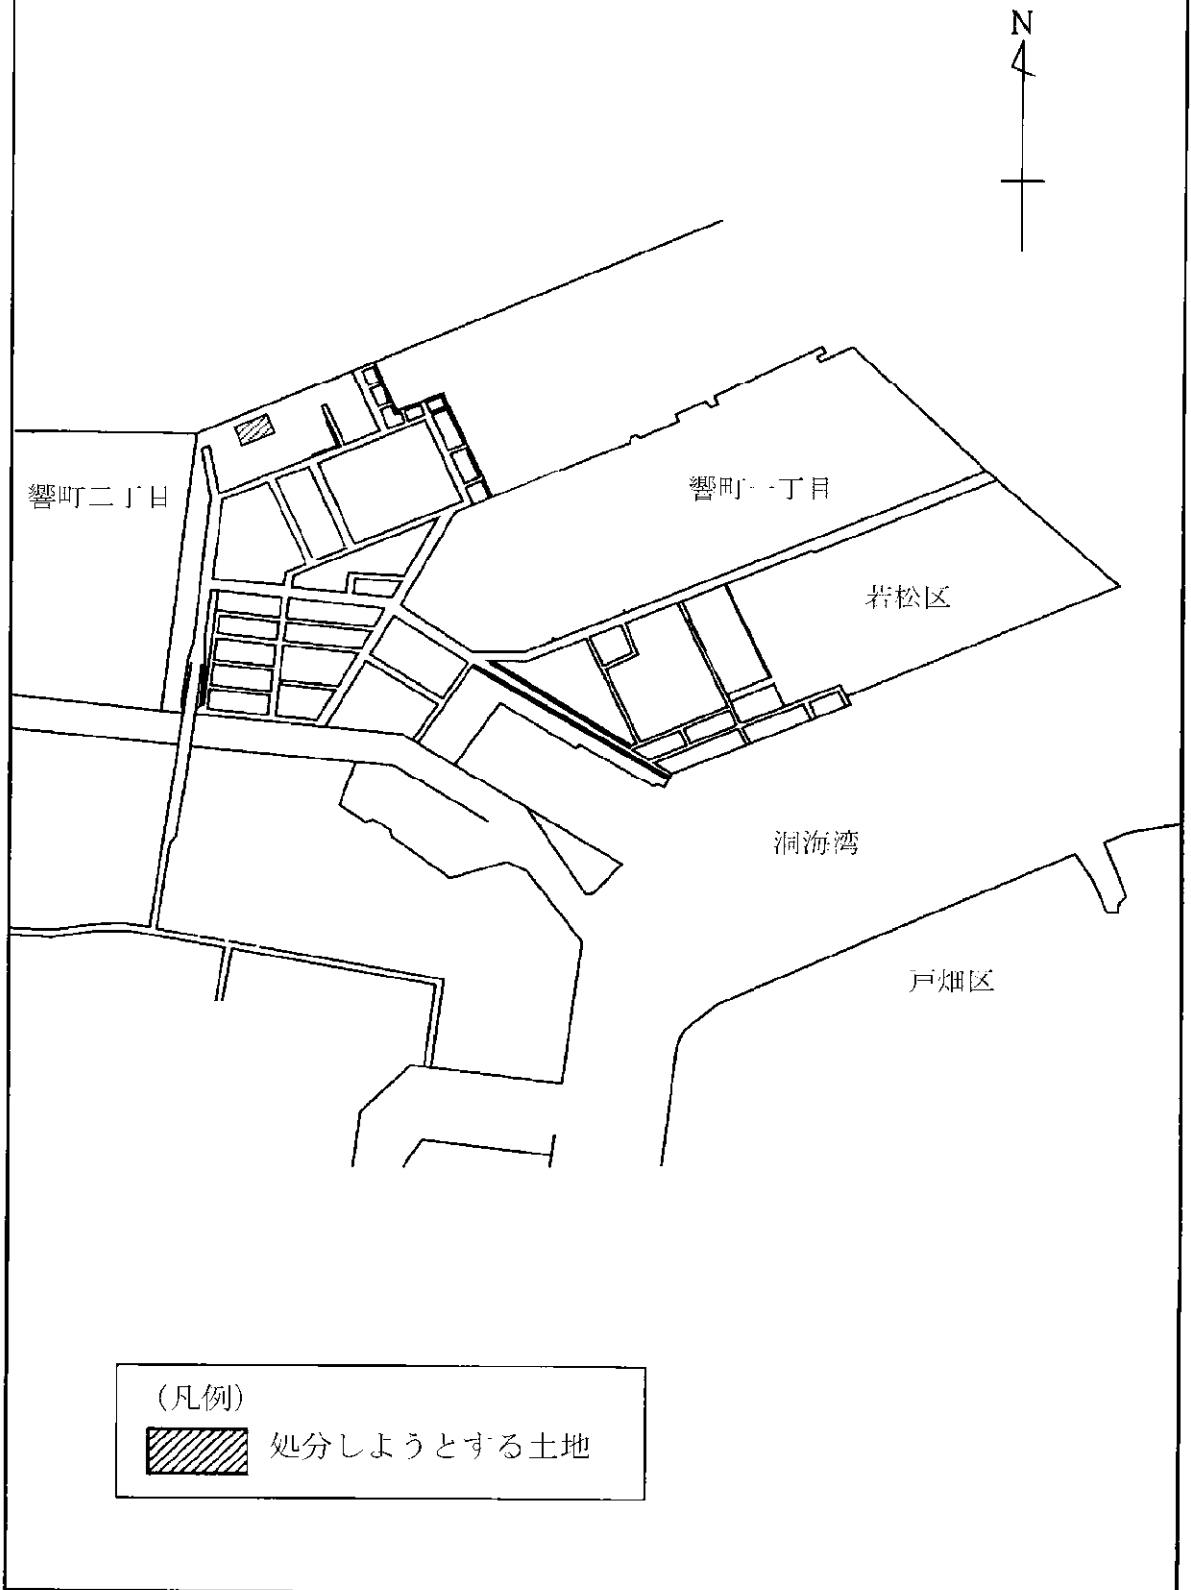 N
響町二丁目
響町一丁目
若松区
洞海湾
戸畑区
(凡例)
処分しようとする土地